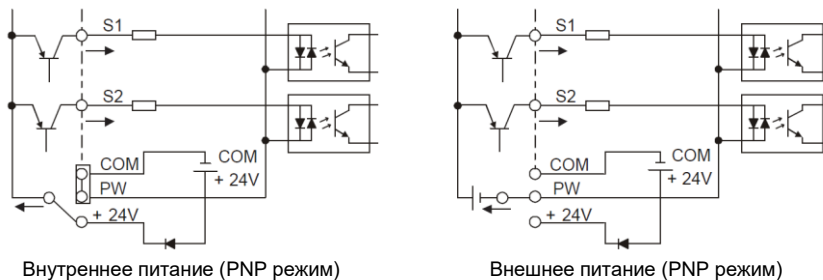 S1
S2
COM
COM
+ 24V
PW
+ 24V
Внутреннее питание (PNP режим)
S1
S2
COM
COM
+ 24V
PW
+ 24V
Внешнее питание (PNP режим)